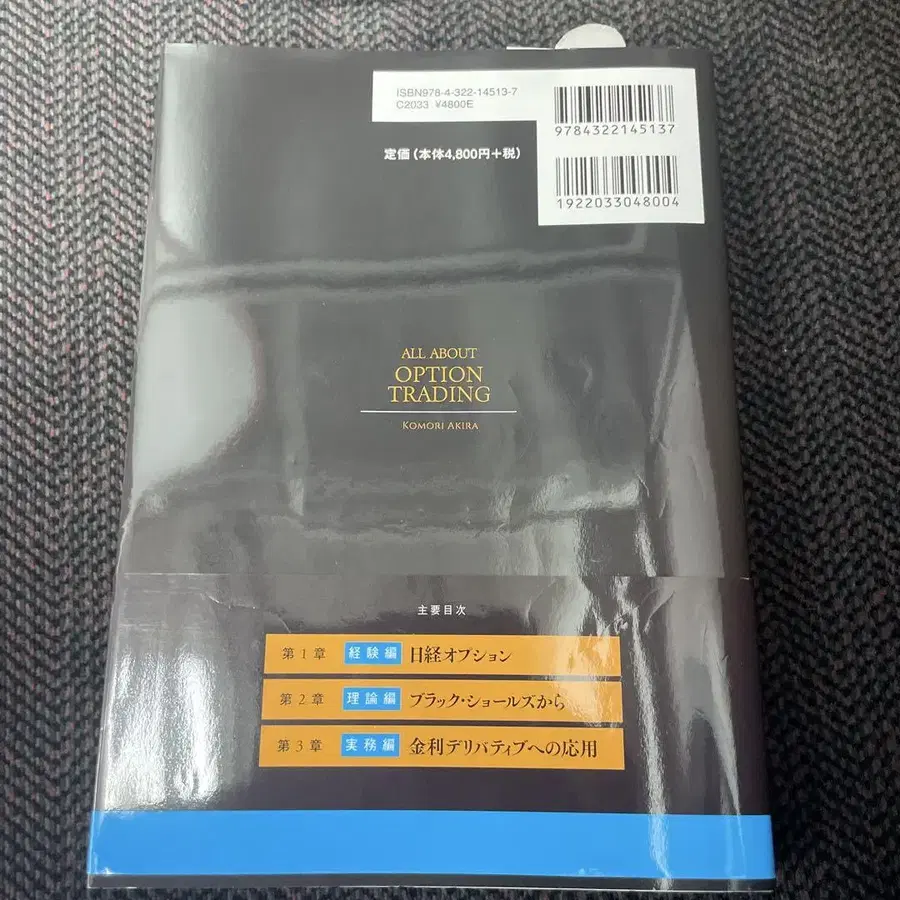 ISBN978-4-322-14513-7
C2033 ¥4800E
定価(本体4,800円+税)
9784322145137
1922033048004
ALL ABOUT
OPTION
TRADING
KOMORI AKIRA
主要目次
第1章 経験編 日経オプション
第2章 理論編 ブラック・ショールズから
第3章 実務編 金利デリバティブへの応用